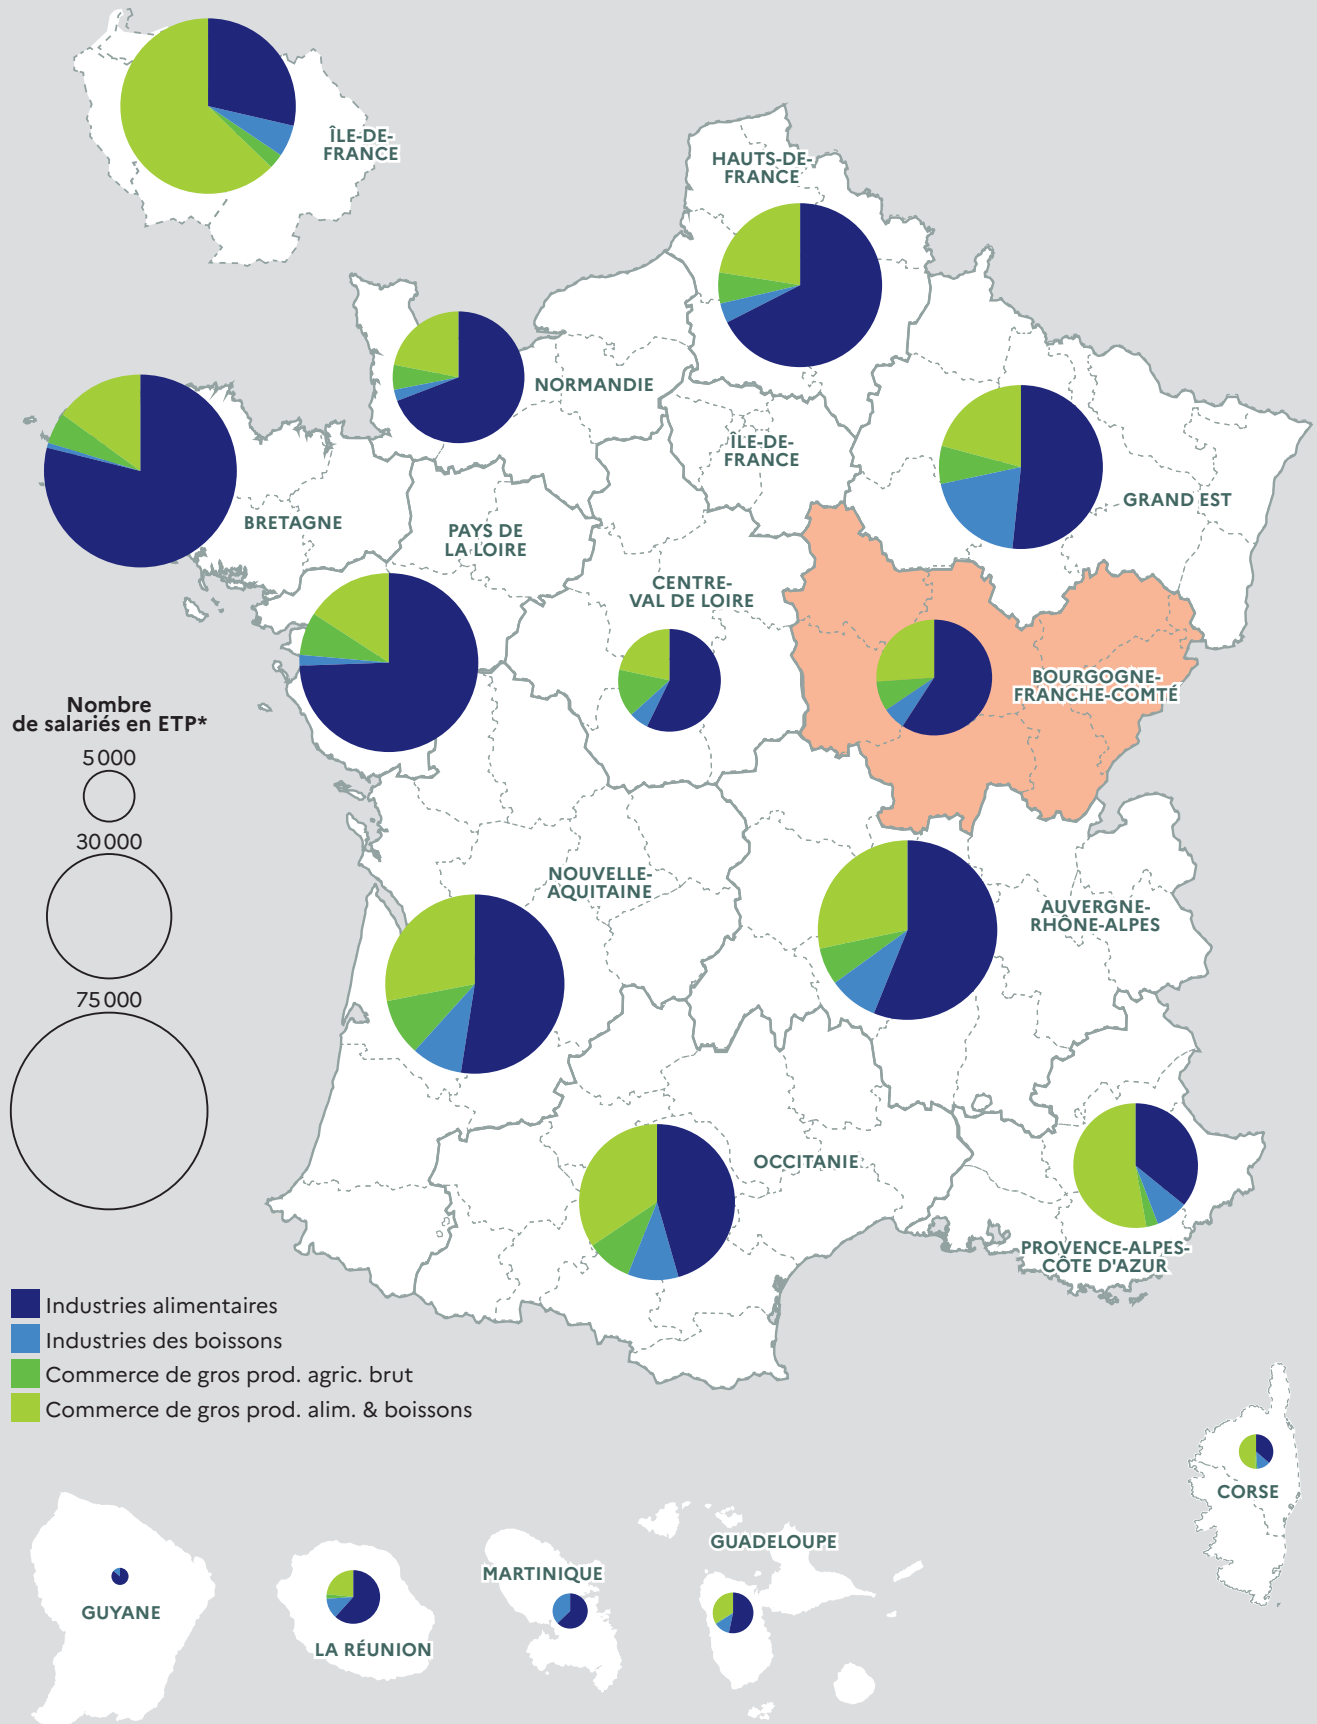 ÎLE-DE-
FRANCE
HAUTS-DE-
FRANCE
NORMANDIE
ÎLE-DE-
FRANCE
GRAND EST
BRETAGNE
PAYS DE
LA LOIRE
CENTRE-
VAL DE LOIRE
BOURGOGNE-
FRANCHE-COMTÉ
Nombre
de salariés en ETP*
5 000
30 000
75 000
NOUVELLE-
AQUITAINE
AUVERGNE-
RHÔNE-ALPES
OCCITANIE
PROVENCE-ALPES-
CÔTE D'AZUR
Industries alimentaires
Industries des boissons
Commerce de gros prod. agric. brut
Commerce de gros prod. alim. & boissons
CORSE
GUADELOUPE
MARTINIQUE
GUYANE
LA RÉUNION